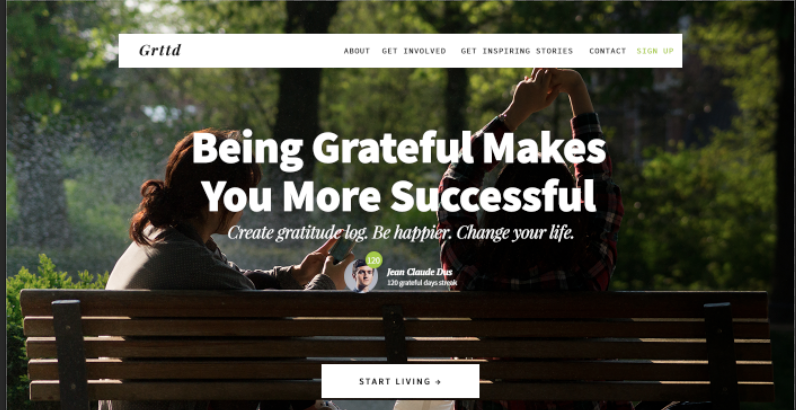 Grttd
ABOUT GET INVOLVED GET INSPIRING STORIES CONTACT SIGN UP
Being Grateful Makes
You More Successful
Create gratitude log. Be happier. Change your life.
120
Jean Claude Dus
120 grateful days streak
START LIVING →